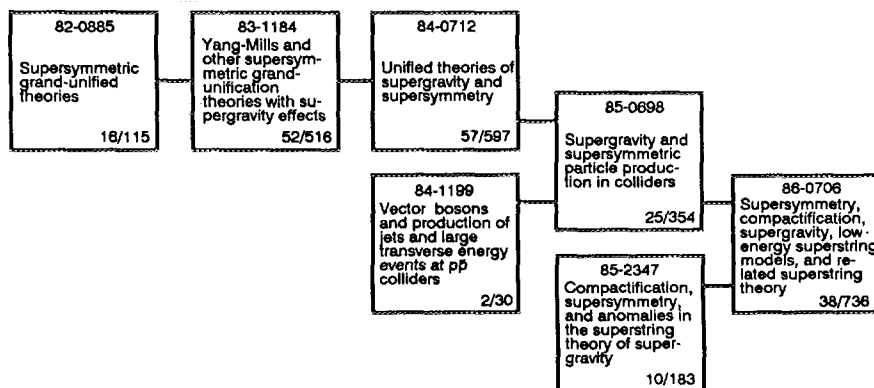 82-0885
Supersymmetric
grand-unified
theories
16/115
83-1184
Yang-Mills and
other supersym-
metric grand-
unification
theories with su-
pergravity effects
52/516
84-0712
Unified theories of
supergravity and
supersymmetry
57/597
84-1199
Vector bosons
and production of
jets and large
transverse energy
events at pp̄
colliders
2/30
85-0698
Supergravity and
supersymmetric
particle produc-
tion in colliders
25/354
85-2347
Compactification,
supersymmetry,
and anomalies in
the superstring
theory of super-
gravity
10/183
86-0706
Supersymmetry,
compactification,
supergravity, low-
energy superstring
models, and re-
lated superstring
theory
38/736